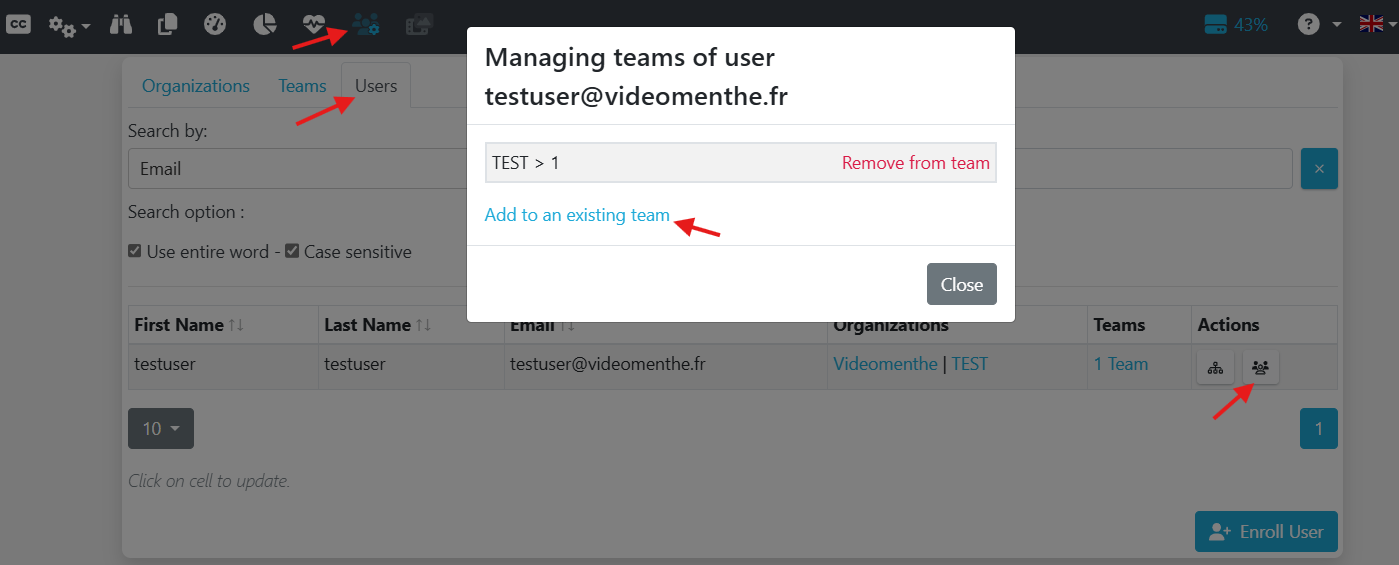 CC
43%
?
Managing teams of user
testuser@videomenthe.fr
Organizations Teams Users
Search by:
Email
×
TEST > 1 Remove from team
Search option :
Add to an existing team
Use entire word - Case sensitive
Close
First Name ↑↓ Last Name ↑↓ Email ↑↓ Organizations Teams Actions
testuser testuser testuser@videomenthe.fr Videomenthe | TEST 1 Team
10 1
Click on cell to update.
Enroll User